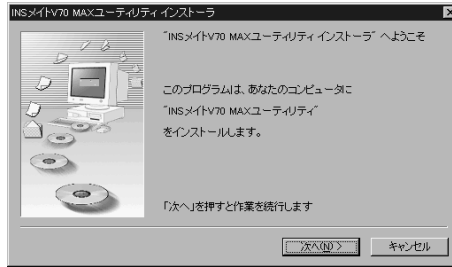 INSメイトV70 MAXユーティリティ インストーラ
"INSメイトV70 MAXユーティリティ インストーラ" へようこそ
このプログラムは、あなたのコンピュータに
"INSメイトV70 MAXユーティリティ"
をインストールします。
「次へ」を押すと作業を続行します
次へ(N) >
キャンセル